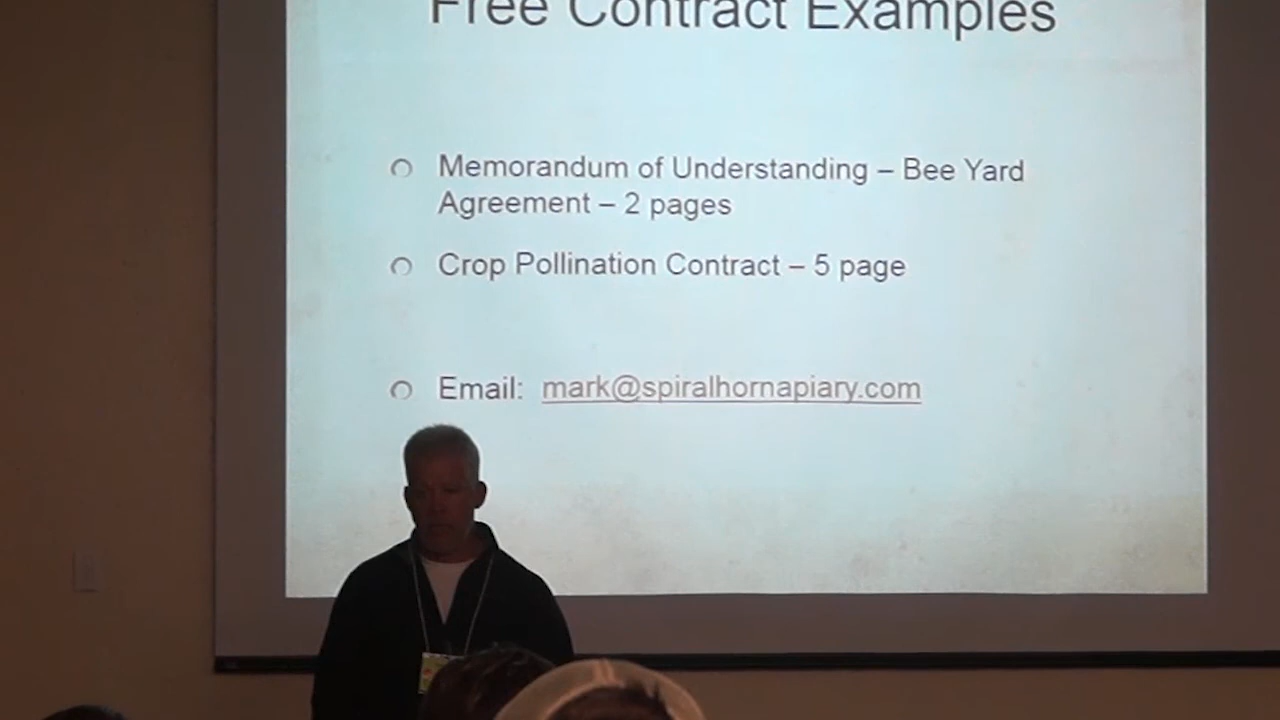 Free Contract Examples
Memorandum of Understanding – Bee Yard
Agreement – 2 pages
Crop Pollination Contract – 5 page
Email: mark@spiralhornapiary.com